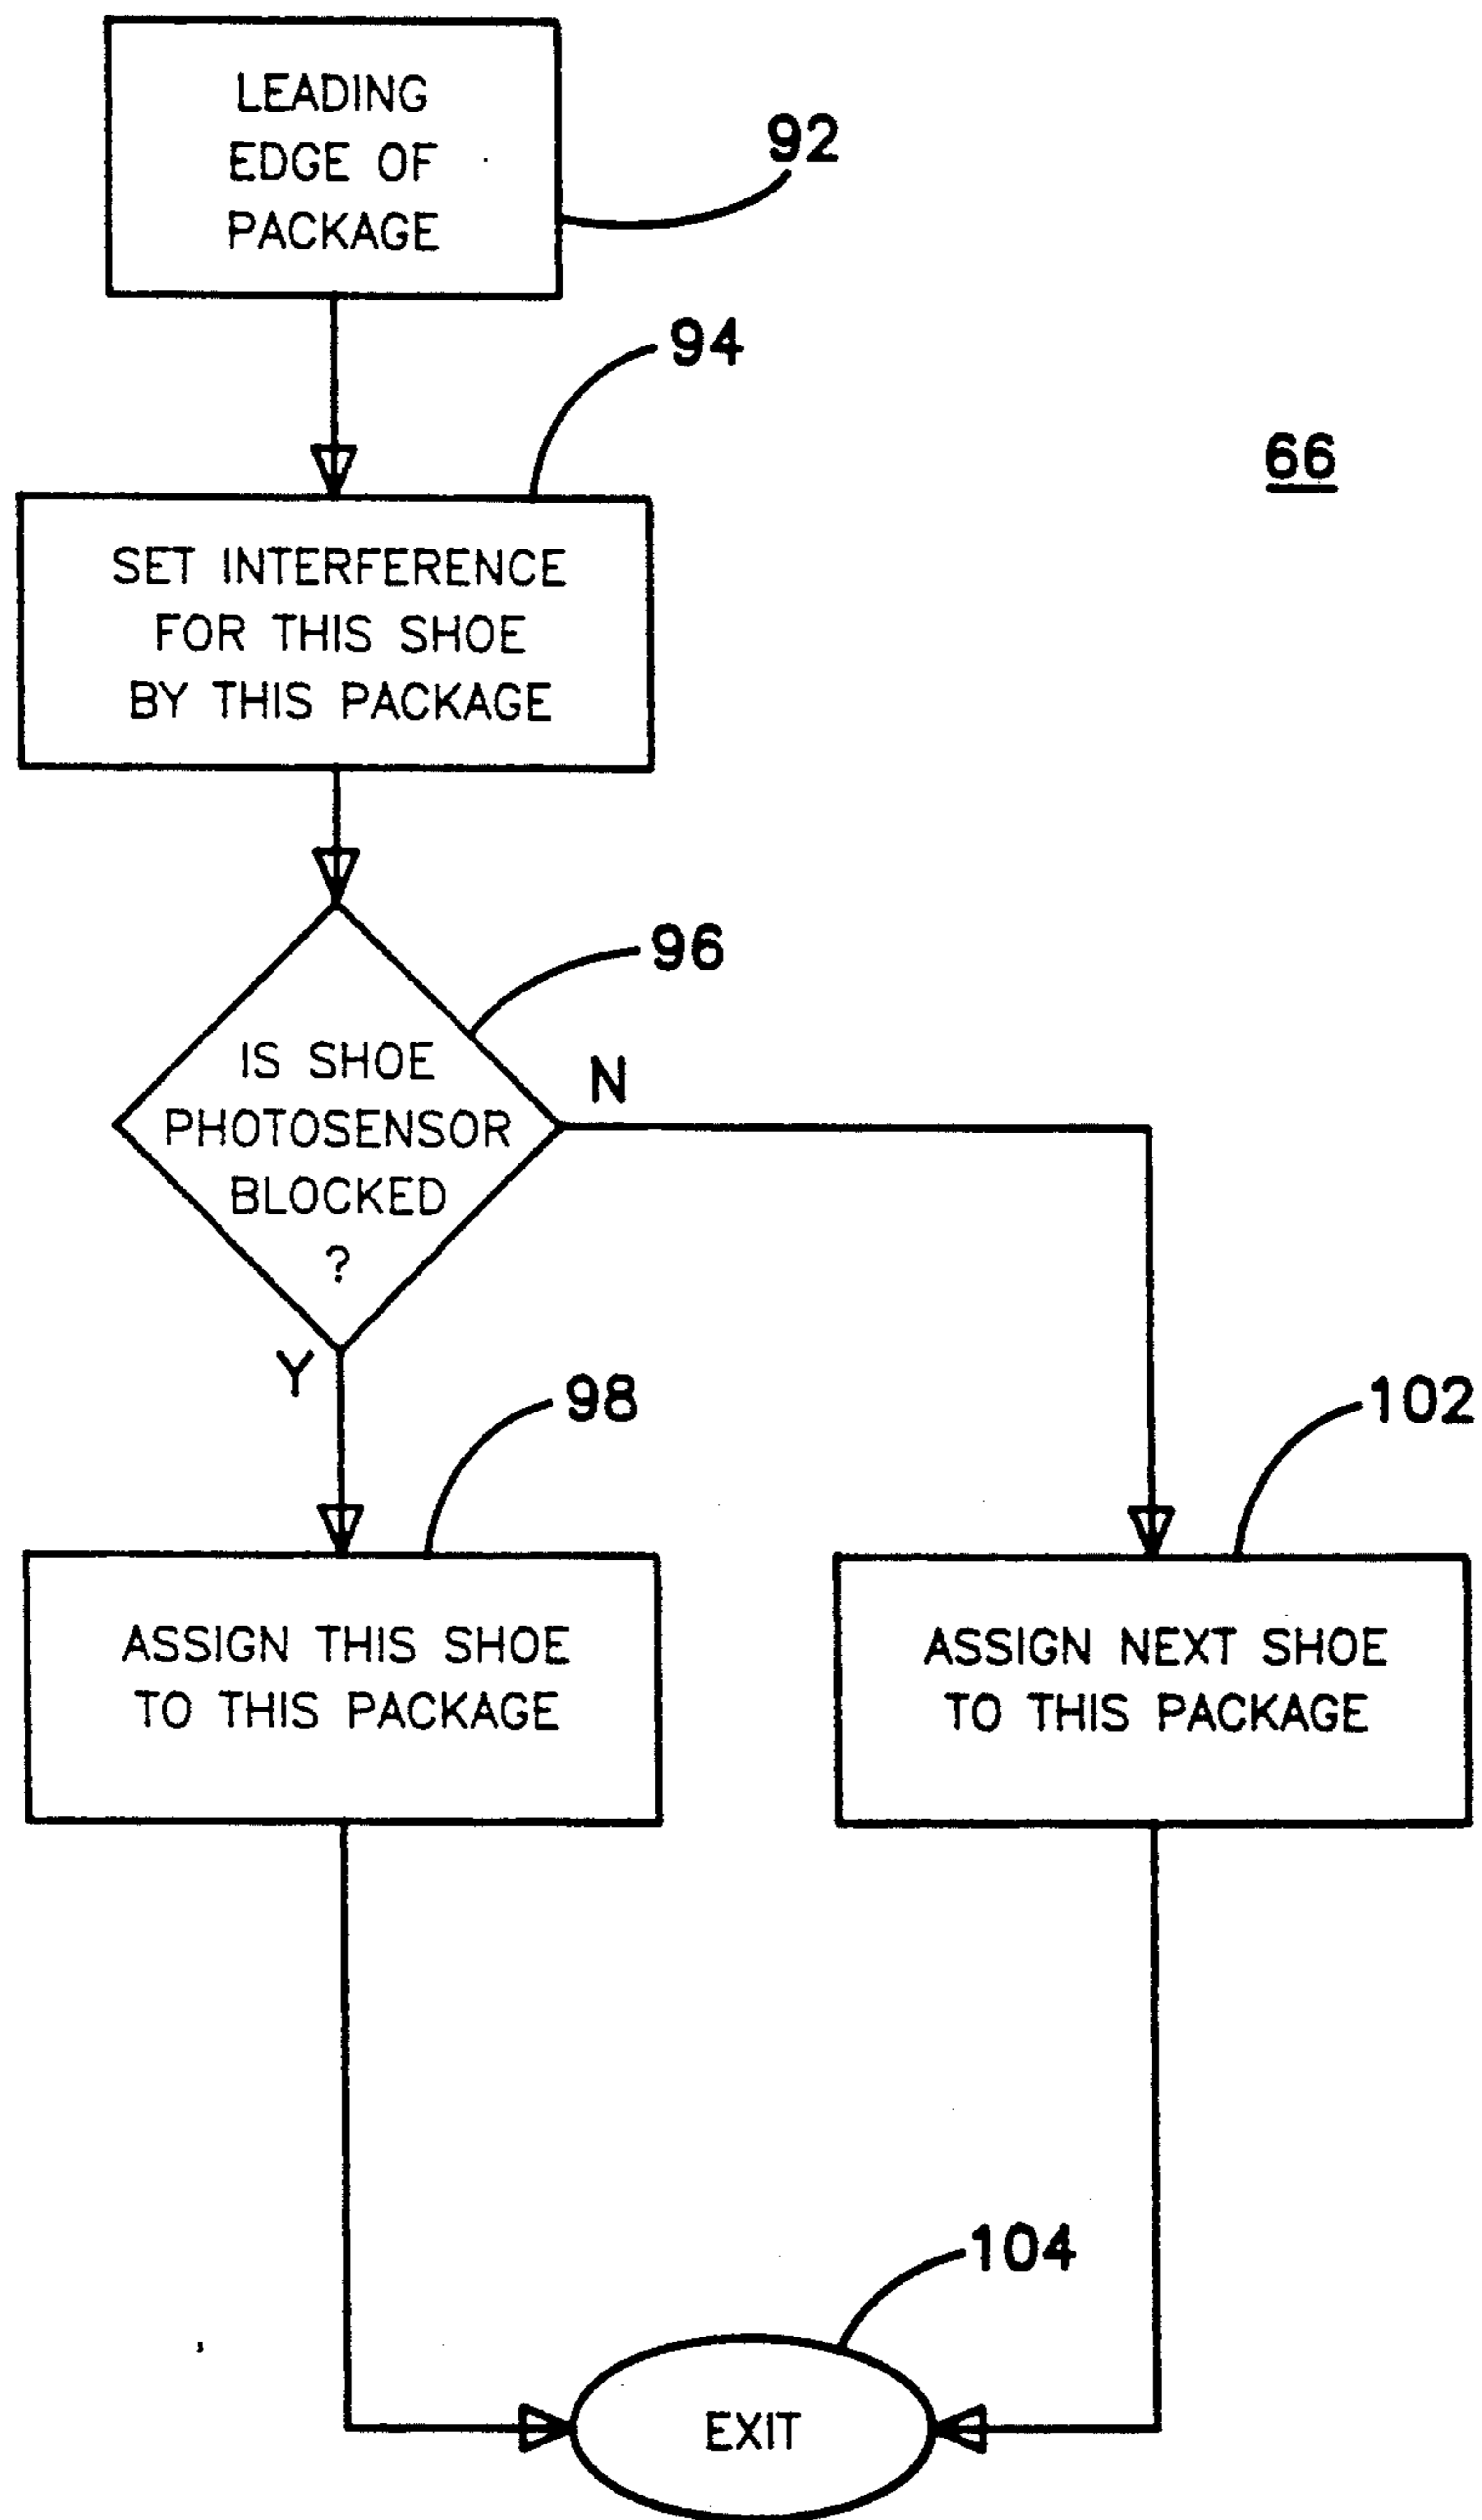 LEADING
EDGE OF
PACKAGE
92
94
66
SET INTERFERENCE
FOR THIS SHOE
BY THIS PACKAGE
96
IS SHOE
PHOTOSENSOR
BLOCKED
?
N
Y
98
102
ASSIGN THIS SHOE
TO THIS PACKAGE
ASSIGN NEXT SHOE
TO THIS PACKAGE
104
EXIT